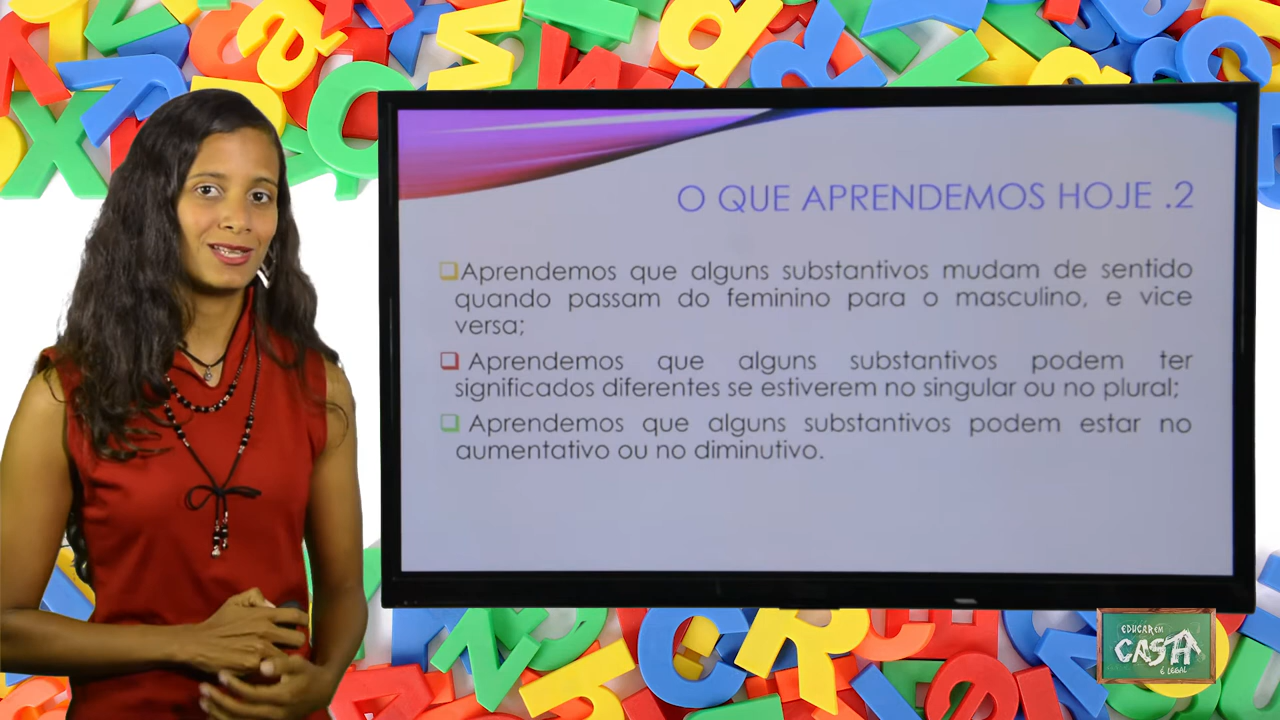 O QUE APRENDEMOS HOJE .2
❑Aprendemos que alguns substantivos mudam de sentido
quando passam do feminino para o masculino, e vice
versa;
❑ Aprendemos que alguns substantivos podem ter
significados diferentes se estiverem no singular ou no plural;
❑ Aprendemos que alguns substantivos podem estar no
aumentativo ou no diminutivo.
EDUCAR EM
CASA
É LEGAL